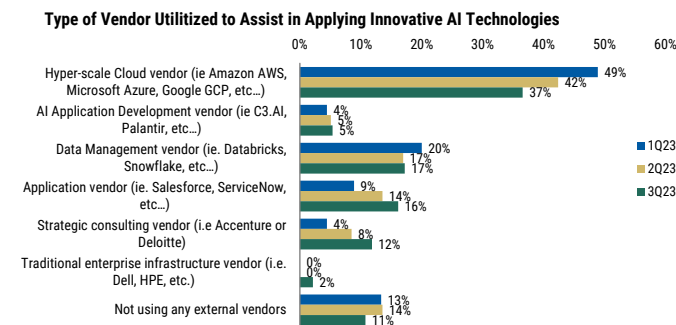 Type of Vendor Utilitized to Assist in Applying Innovative AI Technologies
0% 10% 20% 30% 40% 50% 60%
Hyper-scale Cloud vendor (ie Amazon AWS,
Microsoft Azure, Google GCP, etc...)
49%
42%
37%
AI Application Development vendor (ie C3.AI,
Palantir, etc...)
4%
5%
5%
Data Management vendor (ie. Databricks,
Snowflake, etc...)
20%
17%
17%
Application vendor (ie. Salesforce, ServiceNow,
etc...)
9%
14%
16%
Strategic consulting vendor (i.e Accenture or
Deloitte)
4%
8%
12%
Traditional enterprise infrastructure vendor (i.e.
Dell, HPE, etc.)
0%
0%
2%
Not using any external vendors
13%
14%
11%
1Q23
2Q23
3Q23